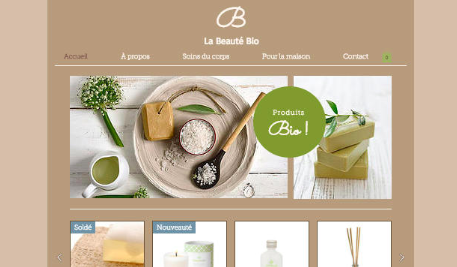 B
La Beauté Bio
Accueil À propos Soins du corps Pour la maison Contact
Produits
Bio !
Soldé Nouveauté